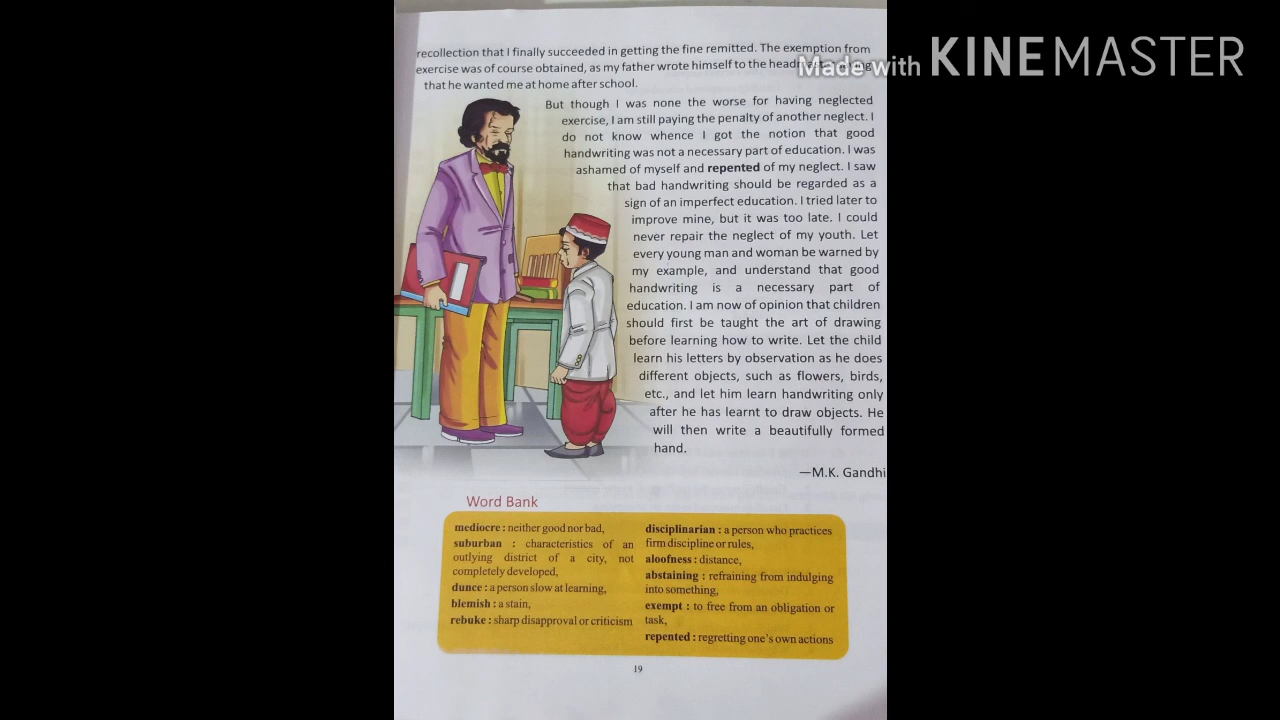 recollection that I finally succeeded in getting the fine remitted. The exemption from
exercise was of course obtained, as my father wrote himself to the
that he wanted me at home after school.
Made with KINEMASTER
But though I was none the worse for having neglected
exercise, I am still paying the penalty of another neglect. I
do not know whence I got the notion that good
handwriting was not a necessary part of education. I was
ashamed of myself and repented of my neglect. I saw
that bad handwriting should be regarded as a
sign of an imperfect education. I tried later to
improve mine, but it was too late. I could
never repair the neglect of my youth. Let
every young man and woman be warned by
my example, and understand that good
handwriting is a necessary part of
education. I am now of opinion that children
should first be taught the art of drawing
before learning how to write. Let the child
learn his letters by observation as he does
different objects, such as flowers, birds,
etc., and let him learn handwriting only
after he has learnt to draw objects. He
will then write a beautifully formed
hand.
—M.K. Gandhi
Word Bank
mediocre : neither good nor bad,
suburban : characteristics of an
outlying district of a city, not
completely developed,
dunce : a person slow at learning,
blemish : a stain,
rebuke : sharp disapproval or criticism
disciplinarian : a person who practices
firm discipline or rules,
aloofness : distance,
abstaining : refraining from indulging
into something,
exempt : to free from an obligation or
task,
repented : regretting one's own actions
19